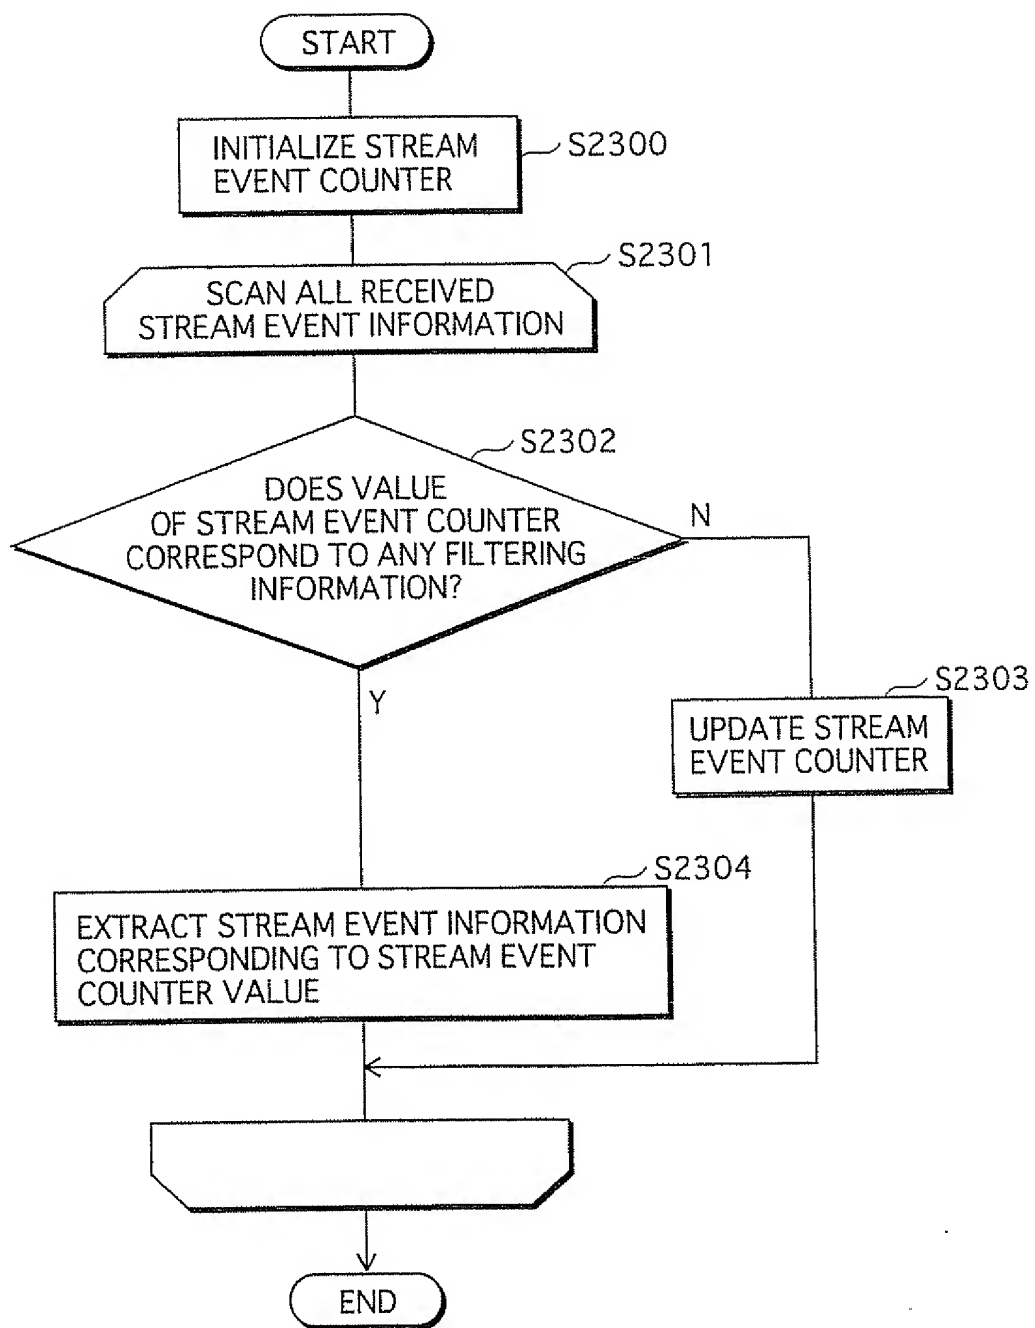 START
INITIALIZE STREAM
EVENT COUNTER
S2300
S2301
SCAN ALL RECEIVED
STREAM EVENT INFORMATION
S2302
DOES VALUE
OF STREAM EVENT COUNTER
CORRESPOND TO ANY FILTERING
INFORMATION?
N
Y
S2303
UPDATE STREAM
EVENT COUNTER
S2304
EXTRACT STREAM EVENT INFORMATION
CORRESPONDING TO STREAM EVENT
COUNTER VALUE
END